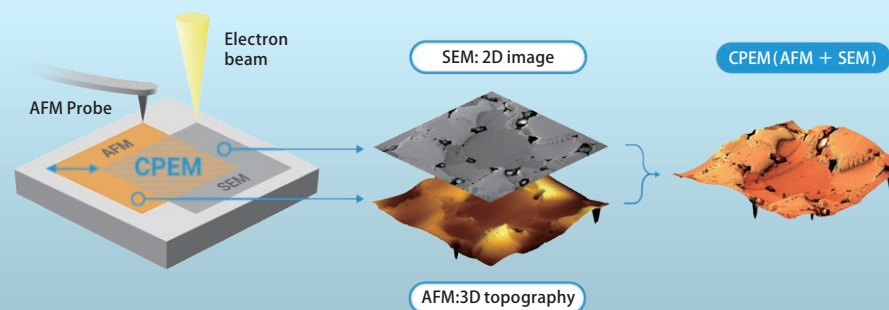 Electron
beam
AFM Probe
AFM
CPEM
SEM
SEM: 2D image
AFM:3D topography
CPEM(AFM + SEM)